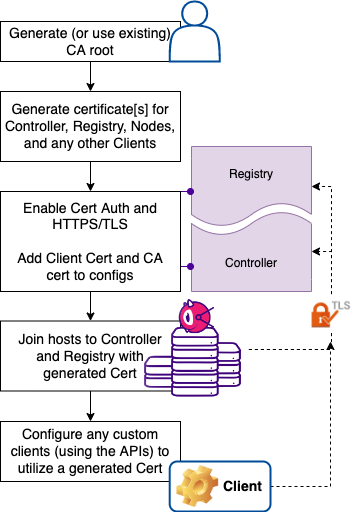 Generate (or use existing)
CA root
Generate certificate[s] for
Controller, Registry, Nodes,
and any other Clients
Enable Cert Auth and
HTTPS/TLS
Add Client Cert and CA
cert to configs
Registry
Controller
TLS
Join hosts to Controller
and Registry with
generated Cert
Configure any custom
clients (using the APIs) to
utilize a generated Cert
Client